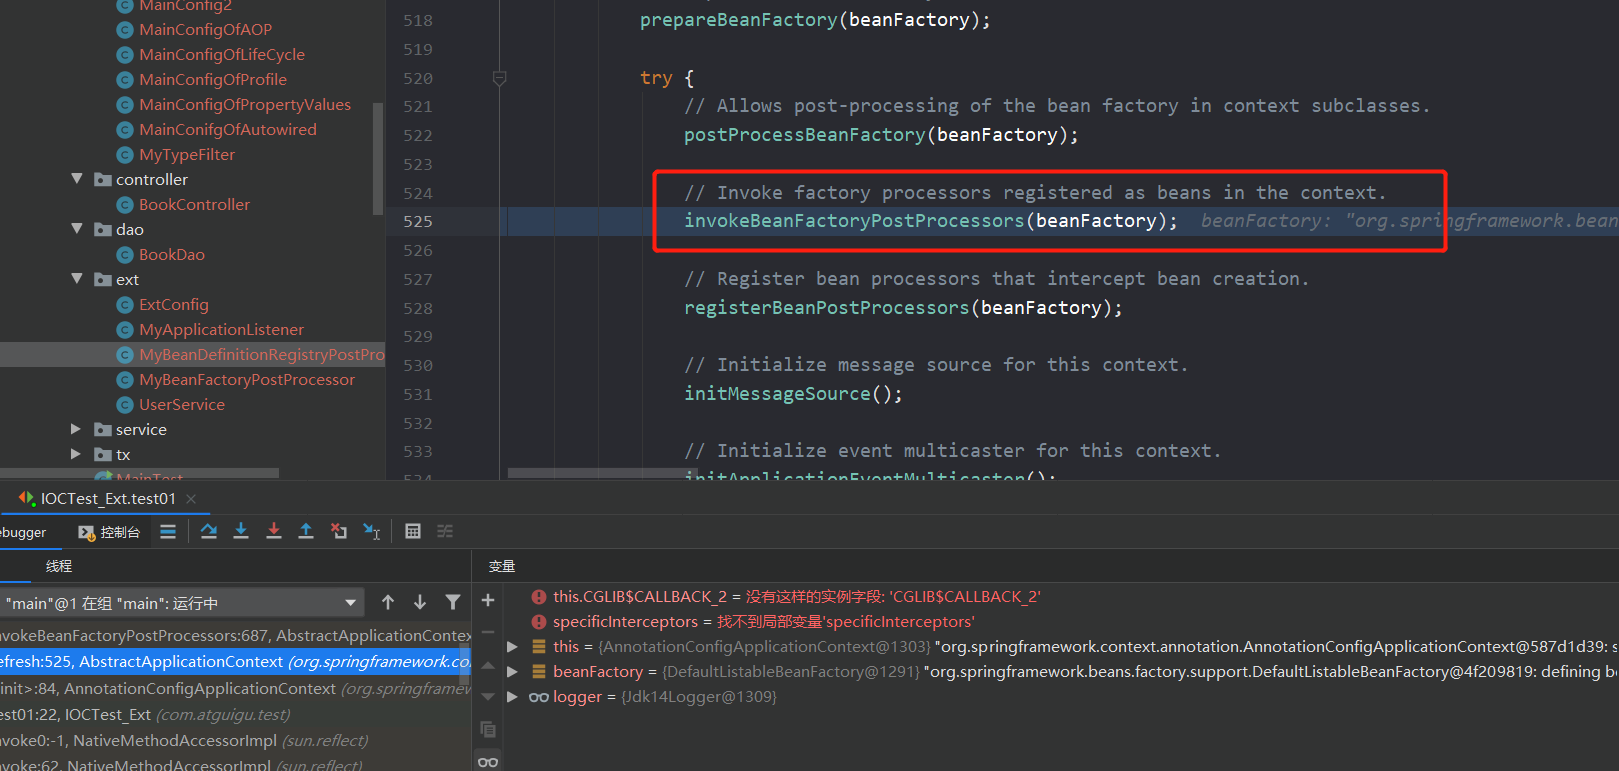 MainConfig2
MainConfigOfAOP
MainConfigOfLifeCycle
MainConfigOfProfile
MainConfigOfPropertyValues
MainConifgOfAutowired
MyTypeFilter
controller
BookController
dao
BookDao
ext
ExtConfig
MyApplicationListener
MyBeanDefinitionRegistryPostPro
MyBeanFactoryPostProcessor
UserService
service
tx
MainTest
518 prepareBeanFactory(beanFactory);
519
520 try {
521 // Allows post-processing of the bean factory in context subclasses.
522 postProcessBeanFactory(beanFactory);
523
524 // Invoke factory processors registered as beans in the context.
525 invokeBeanFactoryPostProcessors(beanFactory); beanFactory: "org.springframework.bean
526
527 // Register bean processors that intercept bean creation.
528 registerBeanPostProcessors(beanFactory);
529
530 // Initialize message source for this context.
531 initMessageSource();
532
533 // Initialize event multicaster for this context.
534 initApplicationEventMulticaster();
IOCTest_Ext.test01
ebugger 控制台
线程
"main"@1 在组 "main": 运行中
nvokeBeanFactoryPostProcessors:687, AbstractApplicationContex
efresh:525, AbstractApplicationContext (org.springframework.co
init>:84, AnnotationConfigApplicationContext (org.springframew
est01:22, IOCTest_Ext (com.atguigu.test)
nvoke0:-1, NativeMethodAccessorImpl (sun.reflect)
nvoke:62, NativeMethodAccessorImpl (sun.reflect)
变量
this.CGLIB$CALLBACK_2 = 没有这样的实例字段: 'CGLIB$CALLBACK_2'
specificInterceptors = 找不到局部变量'specificInterceptors'
this = {AnnotationConfigApplicationContext@1303} "org.springframework.context.annotation.AnnotationConfigApplicationContext@587d1d39: s
beanFactory = {DefaultListableBeanFactory@1291} "org.springframework.beans.factory.support.DefaultListableBeanFactory@4f209819: defining be
logger = {Jdk14Logger@1309}